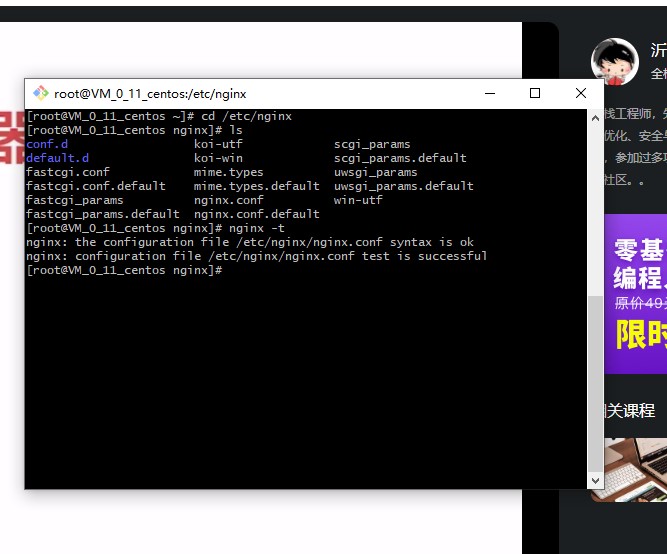 器
root@VM_0_11_centos:/etc/nginx
[root@VM_0_11_centos ~]# cd /etc/nginx
[root@VM_0_11_centos nginx]# ls
conf.d koi-utf scgi_params
default.d koi-win scgi_params.default
fastcgi.conf mime.types uwsgi_params
fastcgi.conf.default mime.types.default uwsgi_params.default
fastcgi_params nginx.conf win-utf
fastcgi_params.default nginx.conf.default
[root@VM_0_11_centos nginx]# nginx -t
nginx: the configuration file /etc/nginx/nginx.conf syntax is ok
nginx: configuration file /etc/nginx/nginx.conf test is successful
[root@VM_0_11_centos nginx]#
沂
全
栈工程师，
优化、安全
，参加过多
社区。。
零基
编程
原价49
限时
相关课程